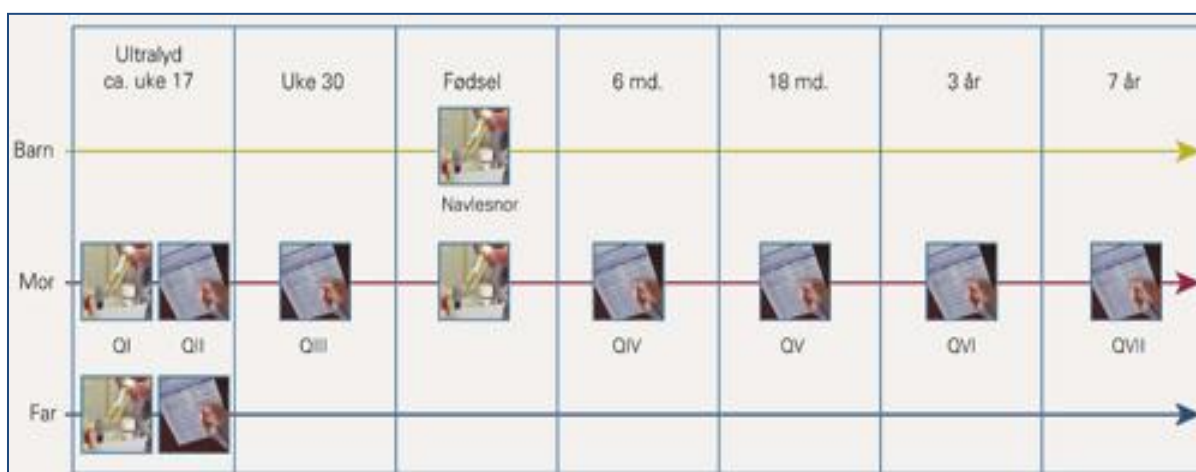 Ultralyd
ca. uke 17
Uke 30
Fødsel
6 md.
18 md.
3 år
7 år
Barn
Navlesnor
Mor
QI
QII
QIII
QIV
QV
QVI
QVII
Far